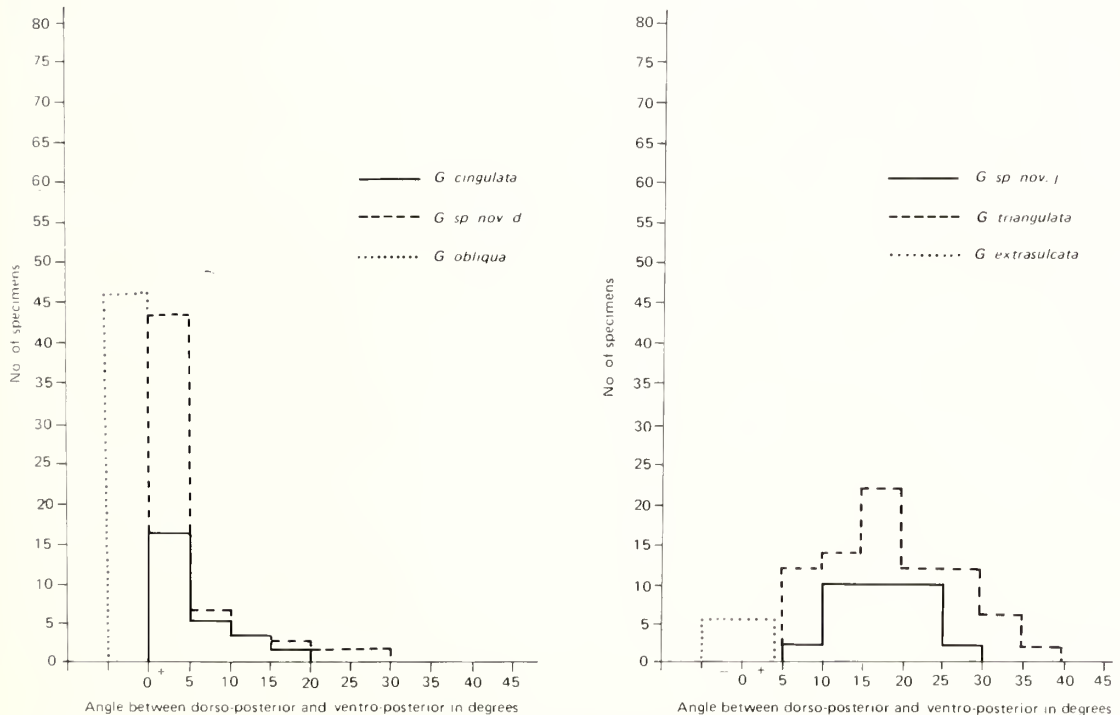 80
75
70
65
60
55
50
45
40
35
30
25
20
15
10
5
0
No of specimens
G cingulata
G sp nov d
G obliqua
0 + 5 10 15 20 25 30 35 40 45
Angle between dorso-posterior and ventro-posterior in degrees
80
75
70
65
60
55
50
45
40
35
30
25
20
15
10
5
0
No of specimens
G sp nov. j
G triangulata
G extrasulcata
− 0 + 5 10 15 20 25 30 35 40 45
Angle between dorso-posterior and ventro-posterior in degrees